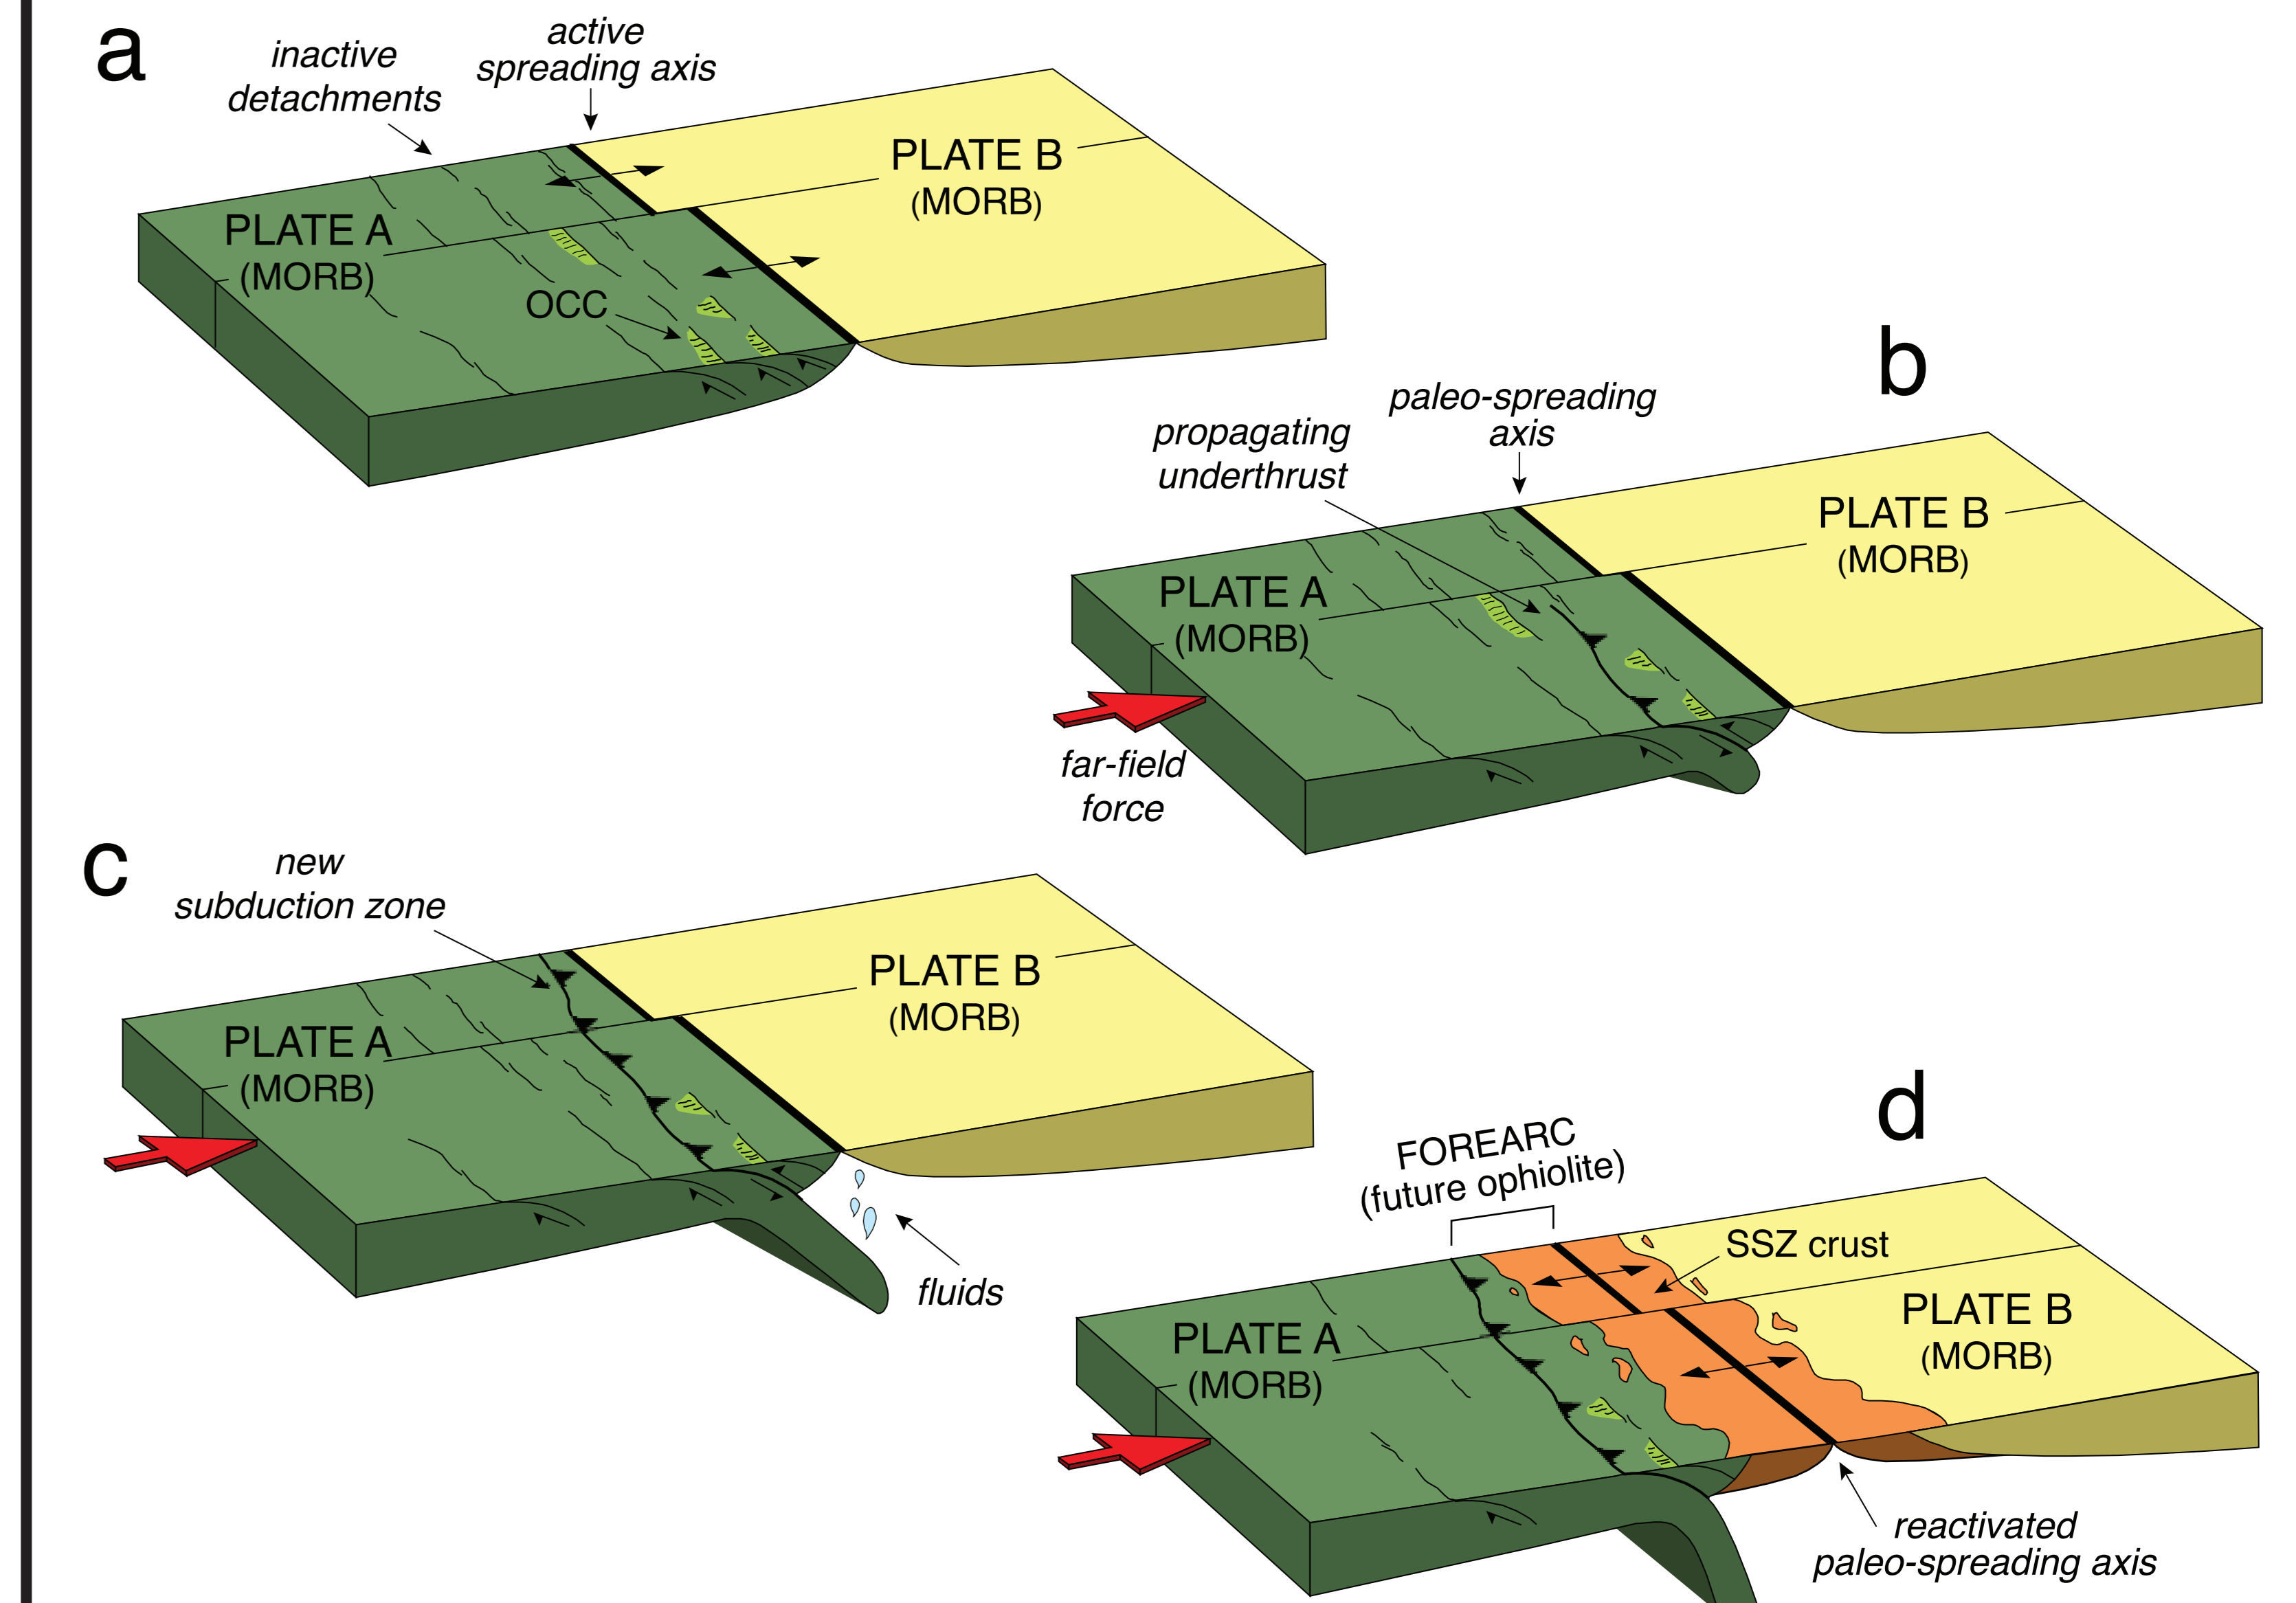 a
inactive
detachments
active
spreading axis
PLATE A
(MORB)
PLATE B
(MORB)
OCC
b
propagating
underthrust
paleo-spreading
axis
PLATE A
(MORB)
PLATE B
(MORB)
far-field
force
c
new
subduction zone
PLATE A
(MORB)
PLATE B
(MORB)
fluids
d
FOREARC
(future ophiolite)
SSZ crust
PLATE A
(MORB)
PLATE B
(MORB)
reactivated
paleo-spreading axis